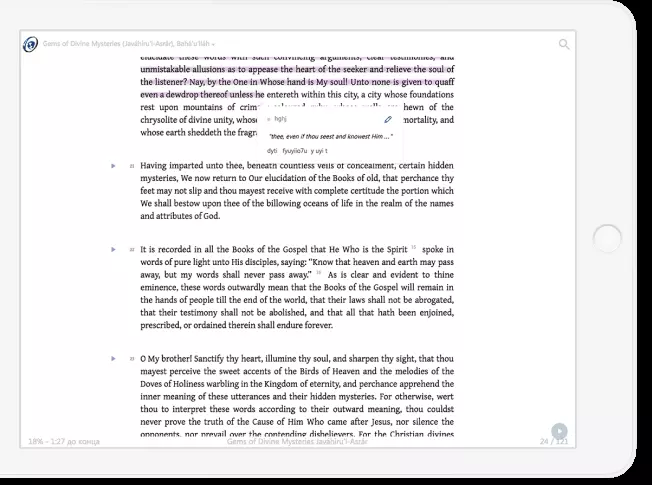 Gems of Divine Mysteries (Javáhiru'l-Asrár), Bahá'u'lláh
elucidate these words with such convincing arguments, clear testimonies, and
unmistakable allusions as to appease the heart of the seeker and relieve the soul of
the listener? Nay, by the One in Whose hand is My soul! Unto none is given to quaff
even a dewdrop thereof unless he entereth within this city, a city whose foundations
rest upon mountains of crims coloured ruby, whose walls hewn of the
chrysolite of divine unity, whose mortality, and
whose earth sheddeth the fragr
hghj
"thee, even if thou seest and knowest Him ..."
dyti fyuyiio7u y uyi t
Having imparted unto thee, beneath countless veils of concealment, certain hidden
mysteries, We now return to Our elucidation of the Books of old, that perchance thy
feet may not slip and thou mayest receive with complete certitude the portion which
We shall bestow upon thee of the billowing oceans of life in the realm of the names
and attributes of God.
It is recorded in all the Books of the Gospel that He Who is the Spirit spoke in
words of pure light unto His disciples, saying: "Know that heaven and earth may pass
away, but my words shall never pass away." As is clear and evident to thine
eminence, these words outwardly mean that the Books of the Gospel will remain in
the hands of people till the end of the world, that their laws shall not be abrogated,
that their testimony shall not be abolished, and that all that hath been enjoined,
prescribed, or ordained therein shall endure forever.
O My brother! Sanctify thy heart, illumine thy soul, and sharpen thy sight, that thou
mayest perceive the sweet accents of the Birds of Heaven and the melodies of the
Doves of Holiness warbling in the Kingdom of eternity, and perchance apprehend the
inner meaning of these utterances and their hidden mysteries. For otherwise, wert
thou to interpret these words according to their outward meaning, thou couldst
never prove the truth of the Cause of Him Who came after Jesus, nor silence the
opponents, nor prevail over the contending disbelievers. For the Christian divines
18% - 1:27 до конца
Gems of Divine Mysteries Javáhiru'l-Asrár
24 / 121